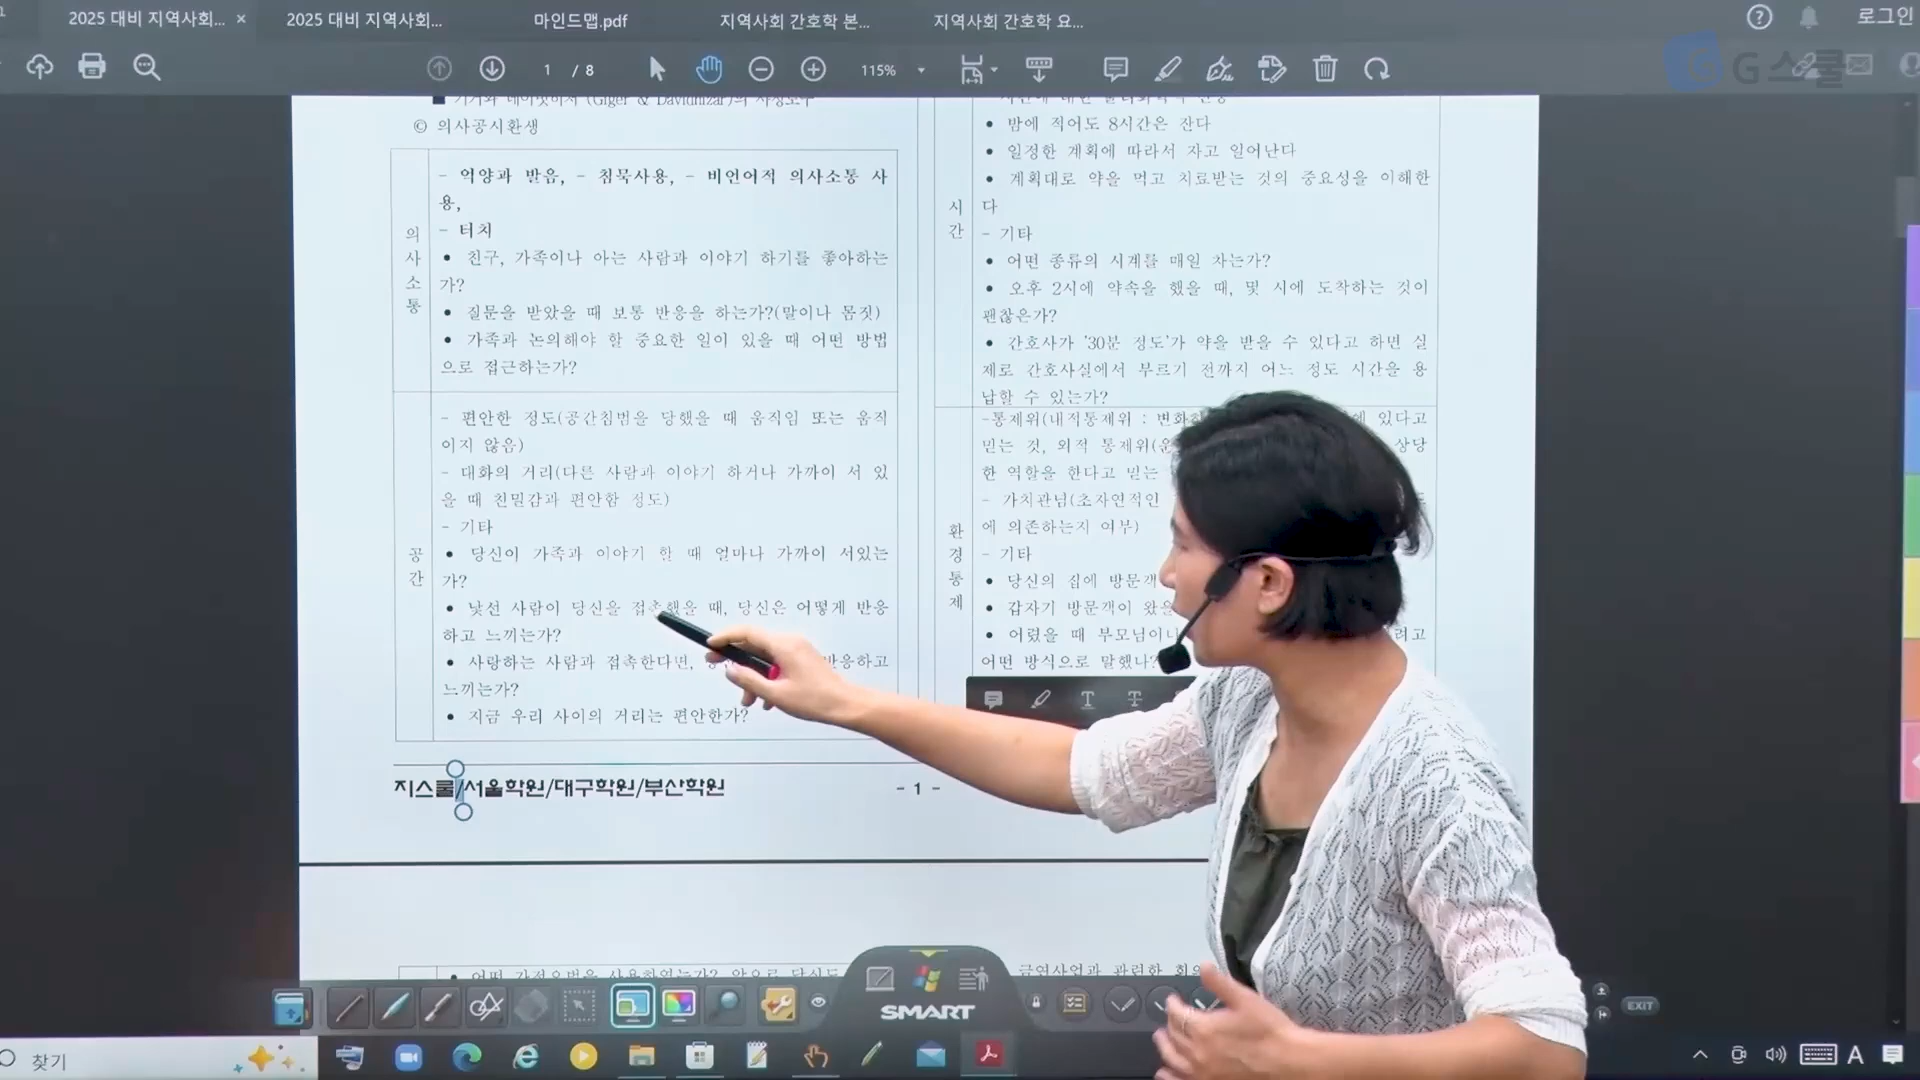 2025 대비 지역사회...
2025 대비 지역사회...
마인드맵.pdf
지역사회 간호학 본...
지역사회 간호학 요...
로그인
1 / 8
115%
G스쿨
© 의사공시환생
의사소통
- 억양과 발음, - 침묵사용, - 비언어적 의사소통 사
용,
- 터치
• 친구, 가족이나 아는 사람과 이야기 하기를 좋아하는
가?
• 질문을 받았을 때 보통 반응을 하는가?(말이나 몸짓)
• 가족과 논의해야 할 중요한 일이 있을 때 어떤 방법
으로 접근하는가?
공간
- 편안한 정도(공간침범을 당했을 때 움직임 또는 움직
이지 않음)
- 대화의 거리(다른 사람과 이야기 하거나 가까이 서 있
을 때 친밀감과 편안함 정도)
- 기타
• 당신이 가족과 이야기 할 때 얼마나 가까이 서있는
가?
• 낯선 사람이 당신을 접촉했을 때, 당신은 어떻게 반응
하고 느끼는가?
• 사랑하는 사람과 접촉한다면, 반응하고
느끼는가?
• 지금 우리 사이의 거리는 편안한가?
시간
• 밤에 적어도 8시간은 잔다
• 일정한 계획에 따라서 자고 일어난다
• 계획대로 약을 먹고 치료받는 것의 중요성을 이해한
다
- 기타
• 어떤 종류의 시계를 매일 차는가?
• 오후 2시에 약속을 했을 때, 몇 시에 도착하는 것이
괜찮은가?
• 간호사가 '30분 정도'가 약을 받을 수 있다고 하면 실
제로 간호사실에서 부르기 전까지 어느 정도 시간을 용
납할 수 있는가?
환경통제
-통제위(내적통제위 : 있다고
믿는 것, 외적 통제위 상당
한 역할을 한다고 믿는
- 가치관념(초자연적인
에 의존하는지 여부)
- 기타
• 당신의 집에 방문객
• 갑자기 방문객이 왔을
• 어렸을 때 부모님이나
어떤 방식으로 말했나?
지스쿨/서울학원/대구학원/부산학원
- 1 -
SMART
EXIT
찾기
A